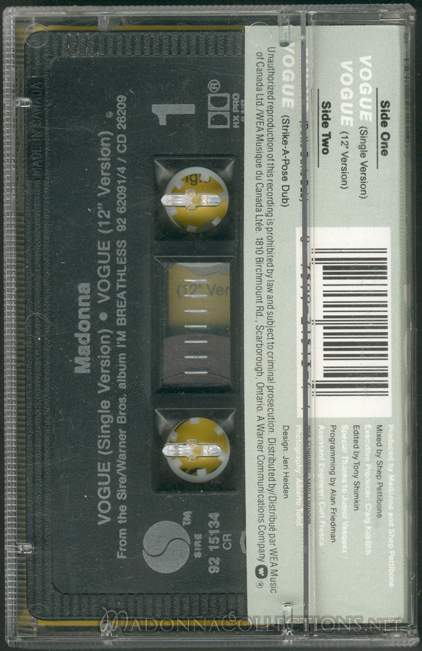 MADE IN CANADA
Madonna
VOGUE (Single Version) • VOGUE (12" Version)
From the Sire/Warner Bros. album I'M BREATHLESS 92 62091/4 / CD 26209
1
HX PRO
(12" Ver
SIRE
TM
92 15134
CR
Side One
VOGUE (Single Version)
VOGUE (12" Version)
Side Two
VOGUE (Strike-A-Pose Dub)
Unauthorized reproduction of this recording is prohibited by law and subject to criminal prosecution. Distributed by/Distribué par WEA Music
of Canada Ltd./WEA Musique du Canada Ltée. 1810 Birchmount Rd., Scarborough, Ontario. A Warner Communications Company
Mixed by Shep Pettibone
Edited by Tony Shimkin
Programming by Alan Friedman
Design: Jeri Heiden
MADONNACOLLECTIONS.NET